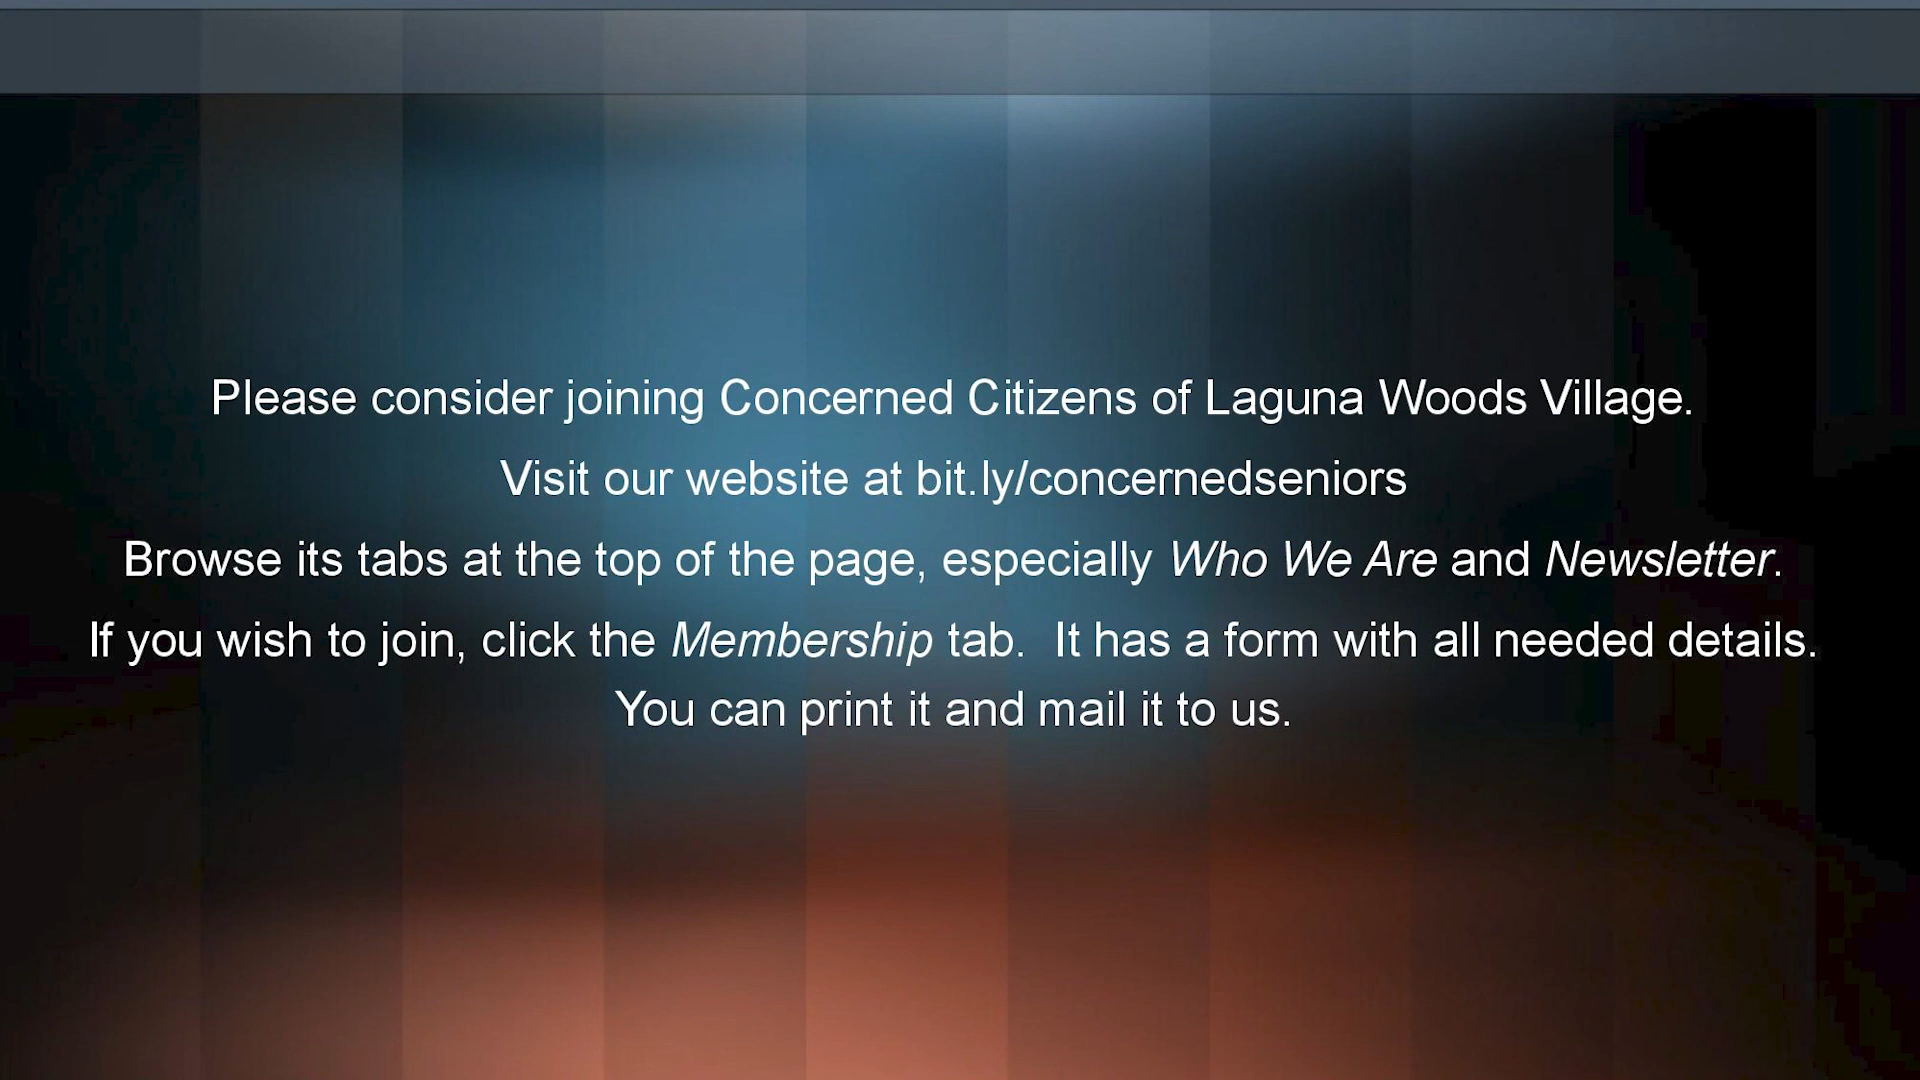 Please consider joining Concerned Citizens of Laguna Woods Village.
Visit our website at bit.ly/concernedseniors
Browse its tabs at the top of the page, especially Who We Are and Newsletter.
If you wish to join, click the Membership tab.  It has a form with all needed details.
You can print it and mail it to us.